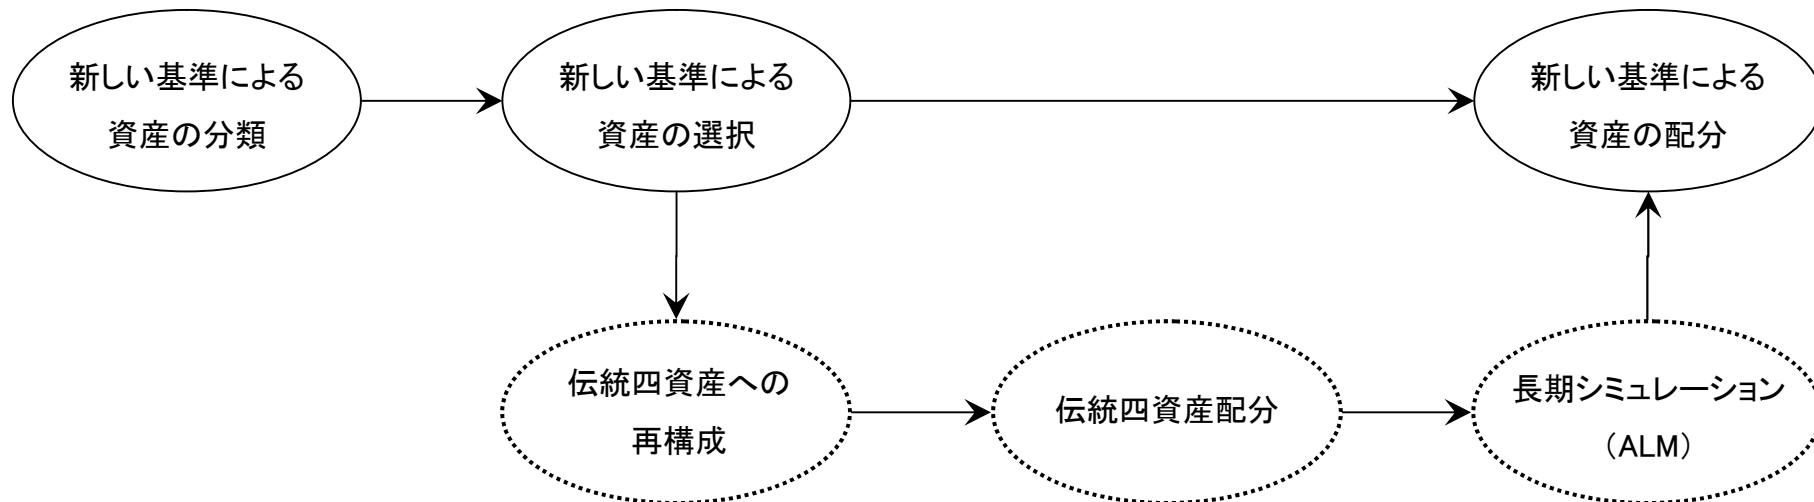 新しい基準による
資産の分類
新しい基準による
資産の選択
新しい基準による
資産の配分
伝統四資産への
再構成
伝統四資産配分
長期シミュレーション
（ALM）